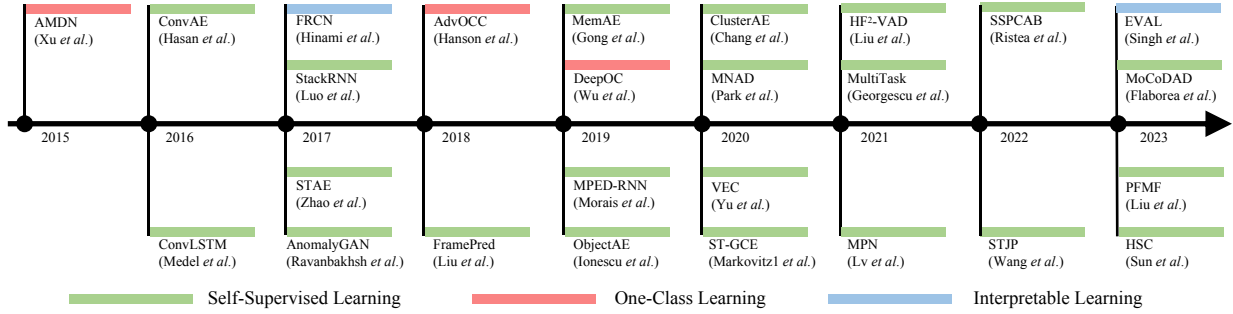 AMDN
(Xu et al.)
ConvAE
(Hasan et al.)
FRCN
(Hinami et al.)
AdvOCC
(Hanson et al.)
MemAE
(Gong et al.)
ClusterAE
(Chang et al.)
HF²-VAD
(Liu et al.)
SSPCAB
(Ristea et al.)
EVAL
(Singh et al.)
StackRNN
(Luo et al.)
DeepOC
(Wu et al.)
MNAD
(Park et al.)
MultiTask
(Georgescu et al.)
MoCoDAD
(Flaborea et al.)
2015
2016
2017
2018
2019
2020
2021
2022
2023
STAE
(Zhao et al.)
MPED-RNN
(Morais et al.)
VEC
(Yu et al.)
PFMF
(Liu et al.)
ConvLSTM
(Medel et al.)
AnomalyGAN
(Ravanbakhsh et al.)
FramePred
(Liu et al.)
ObjectAE
(Ionescu et al.)
ST-GCE
(Markovitz1 et al.)
MPN
(Lv et al.)
STJP
(Wang et al.)
HSC
(Sun et al.)
Self-Supervised Learning
One-Class Learning
Interpretable Learning